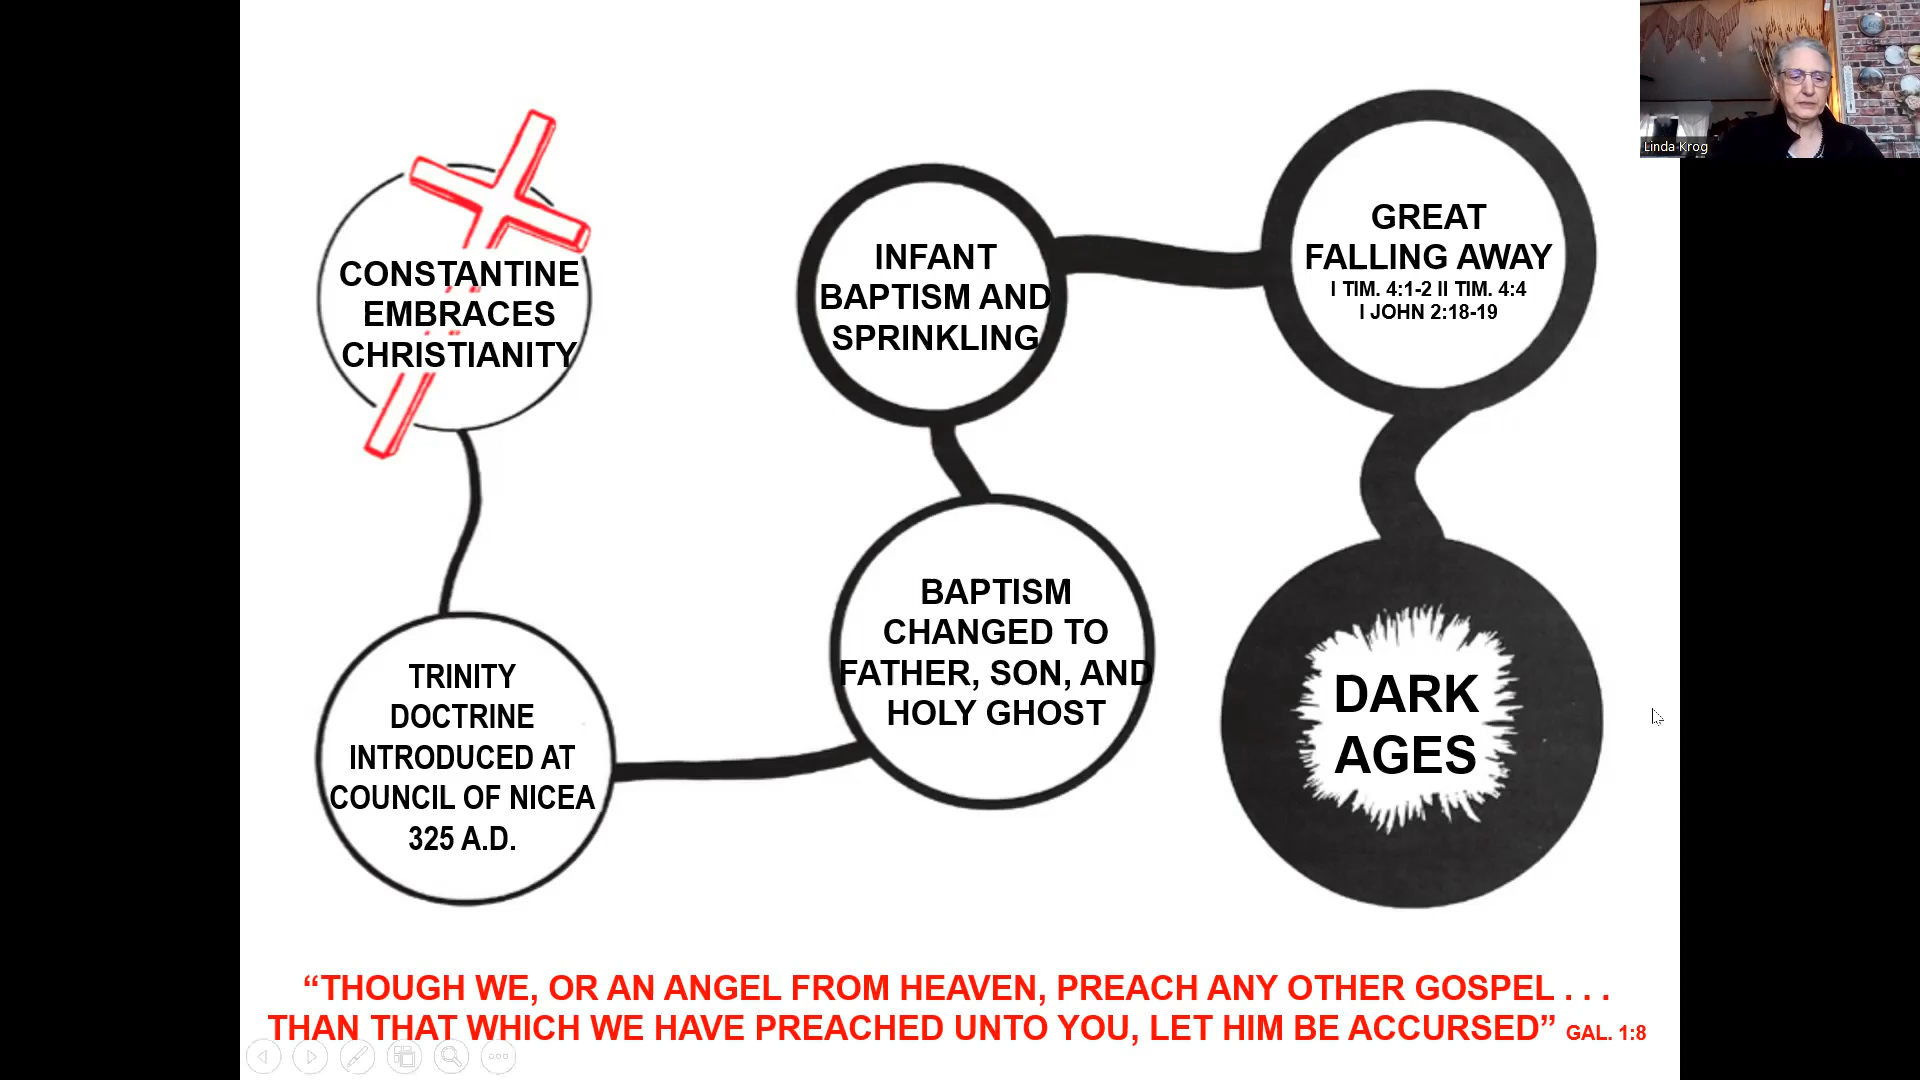 Linda Krog
CONSTANTINE
EMBRACES
CHRISTIANITY
TRINITY
DOCTRINE
INTRODUCED AT
COUNCIL OF NICEA
325 A.D.
BAPTISM
CHANGED TO
FATHER, SON, AND
HOLY GHOST
INFANT
BAPTISM AND
SPRINKLING
GREAT
FALLING AWAY
I TIM. 4:1-2 II TIM. 4:4
I JOHN 2:18-19
DARK
AGES
“THOUGH WE, OR AN ANGEL FROM HEAVEN, PREACH ANY OTHER GOSPEL . . .
THAN THAT WHICH WE HAVE PREACHED UNTO YOU, LET HIM BE ACCURSED” GAL. 1:8